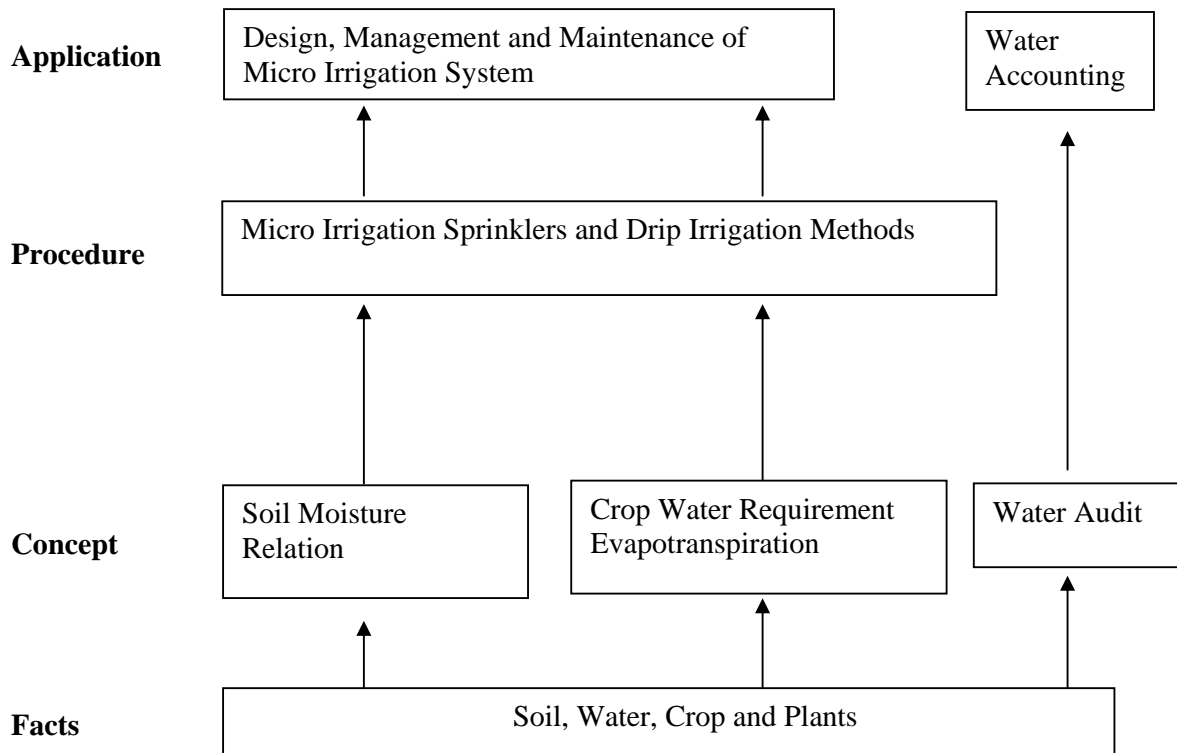 Application
Design, Management and Maintenance of
Micro Irrigation System
Water
Accounting
Procedure
Micro Irrigation Sprinklers and Drip Irrigation Methods
Concept
Soil Moisture
Relation
Crop Water Requirement
Evapotranspiration
Water Audit
Facts
Soil, Water, Crop and Plants